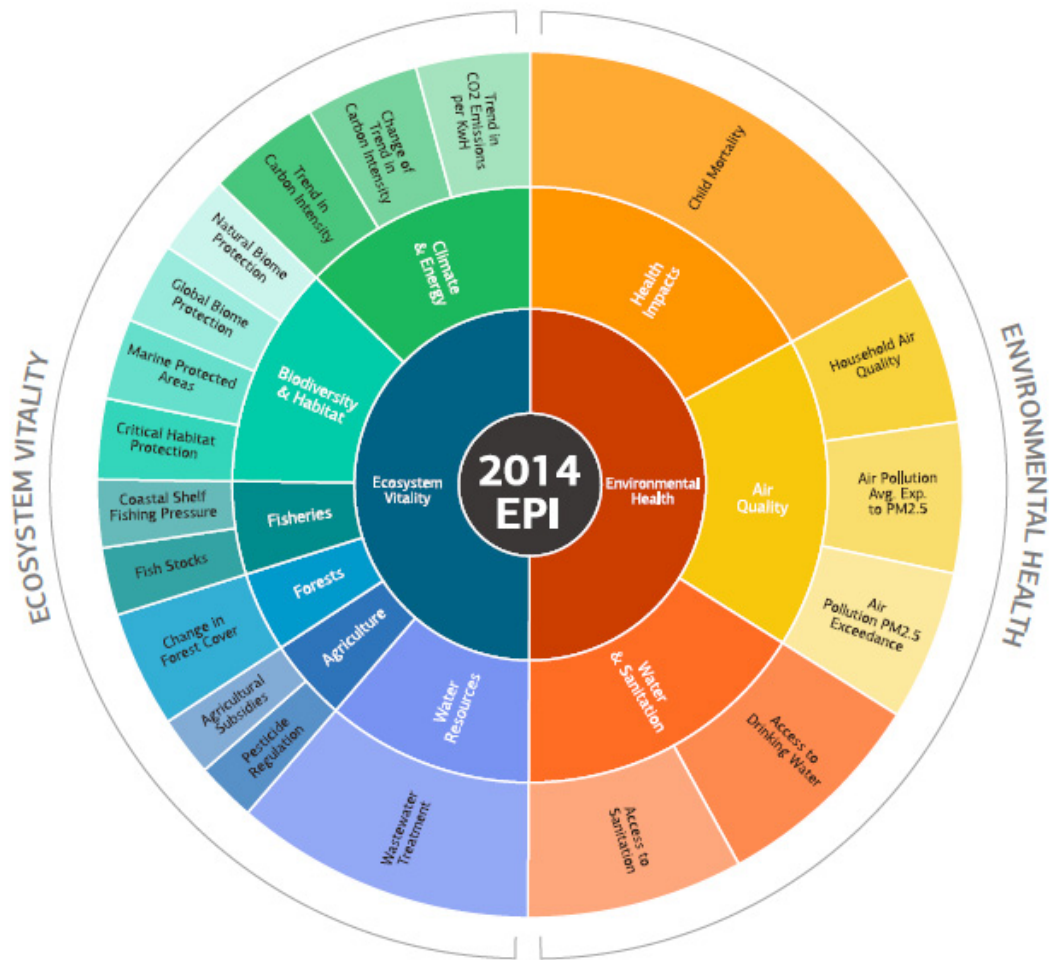 ECOSYSTEM VITALITY
ENVIRONMENTAL HEALTH
2014
EPI
Ecosystem
Vitality
Environmental
Health
Climate
& Energy
Biodiversity
& Habitat
Fisheries
Forests
Agriculture
Water
Resources
Health
Impacts
Air
Quality
Water
& Sanitation
Trend in
CO2 Emissions
per KwH
Change of
Trend in
Carbon Intensity
Trend in
Carbon Intensity
Natural Biome
Protection
Global Biome
Protection
Marine Protected
Areas
Critical Habitat
Protection
Coastal Shelf
Fishing Pressure
Fish Stocks
Change in
Forest Cover
Agricultural
Subsidies
Pesticide
Regulation
Wastewater
Treatment
Child Mortality
Household Air
Quality
Air Pollution
Avg. Exp.
to PM2.5
Air
Pollution PM2.5
Exceedance
Access to
Drinking Water
Access to
Sanitation